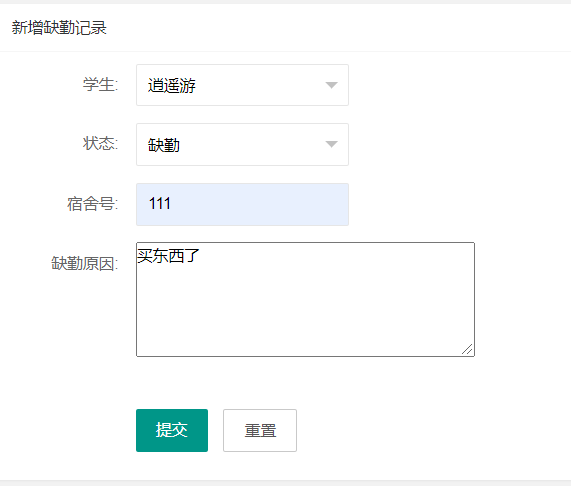 新增缺勤记录
学生: 逍遥游
状态: 缺勤
宿舍号: 111
缺勤原因: 买东西了
提交 重置